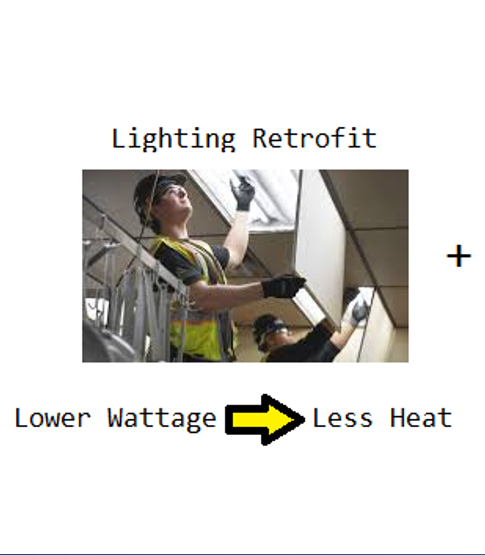 Lighting Retrofit
+
Lower Wattage Less Heat